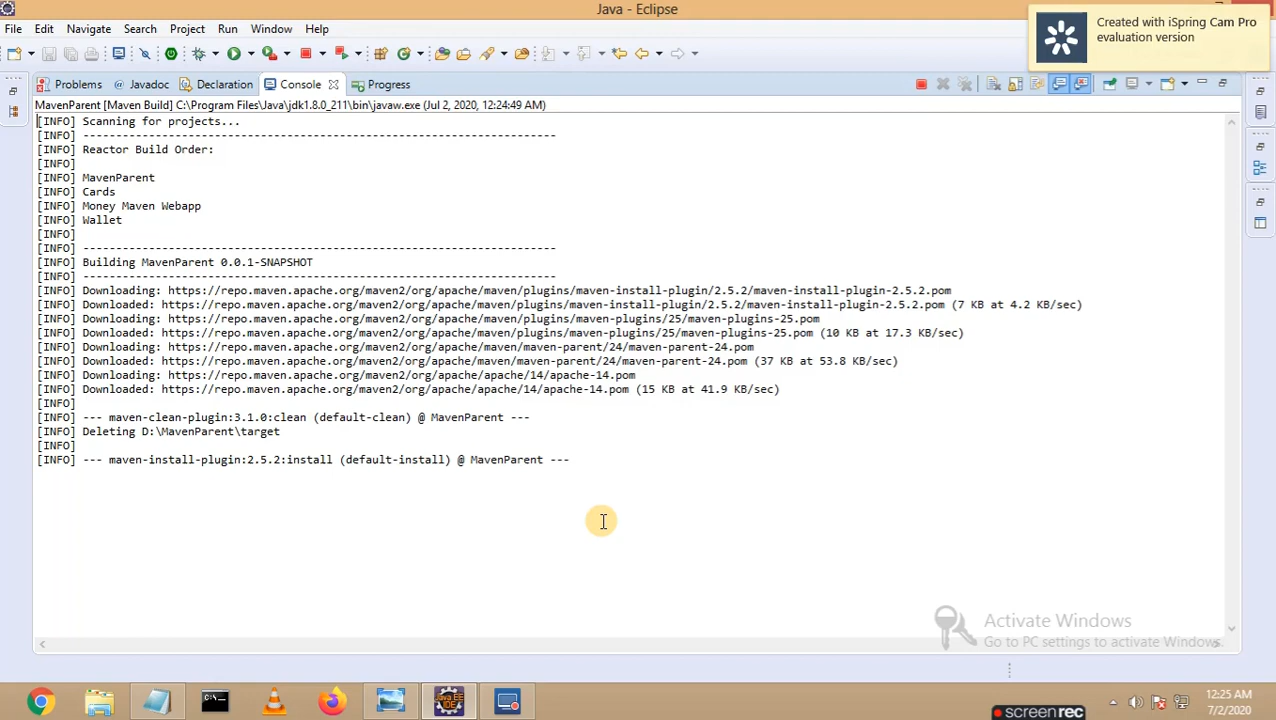 Java - Eclipse
Created with iSpring Cam Pro
evaluation version
File Edit Navigate Search Project Run Window Help
Problems Javadoc Declaration Console Progress
MavenParent [Maven Build] C:\Program Files\Java\jdk1.8.0_211\bin\javaw.exe (Jul 2, 2020, 12:24:49 AM)
[INFO] Scanning for projects...
[INFO] ------------------------------------------------------------------------
[INFO] Reactor Build Order:
[INFO]
[INFO] MavenParent
[INFO] Cards
[INFO] Money Maven Webapp
[INFO] Wallet
[INFO]
[INFO] ------------------------------------------------------------------------
[INFO] Building MavenParent 0.0.1-SNAPSHOT
[INFO] ------------------------------------------------------------------------
[INFO] Downloading: https://repo.maven.apache.org/maven2/org/apache/maven/plugins/maven-install-plugin/2.5.2/maven-install-plugin-2.5.2.pom
[INFO] Downloaded: https://repo.maven.apache.org/maven2/org/apache/maven/plugins/maven-install-plugin/2.5.2/maven-install-plugin-2.5.2.pom (7 KB at 4.2 KB/sec)
[INFO] Downloading: https://repo.maven.apache.org/maven2/org/apache/maven/plugins/maven-plugins/25/maven-plugins-25.pom
[INFO] Downloaded: https://repo.maven.apache.org/maven2/org/apache/maven/plugins/maven-plugins/25/maven-plugins-25.pom (10 KB at 17.3 KB/sec)
[INFO] Downloading: https://repo.maven.apache.org/maven2/org/apache/maven/maven-parent/24/maven-parent-24.pom
[INFO] Downloaded: https://repo.maven.apache.org/maven2/org/apache/maven/maven-parent/24/maven-parent-24.pom (37 KB at 53.8 KB/sec)
[INFO] Downloading: https://repo.maven.apache.org/maven2/org/apache/apache/14/apache-14.pom
[INFO] Downloaded: https://repo.maven.apache.org/maven2/org/apache/apache/14/apache-14.pom (15 KB at 41.9 KB/sec)
[INFO]
[INFO] --- maven-clean-plugin:3.1.0:clean (default-clean) @ MavenParent ---
[INFO] Deleting D:\MavenParent\target
[INFO]
[INFO] --- maven-install-plugin:2.5.2:install (default-install) @ MavenParent ---
Activate Windows
Go to PC settings to activate Windows.
Java EE
IDE
12:25 AM
7/2/2020
screenrec